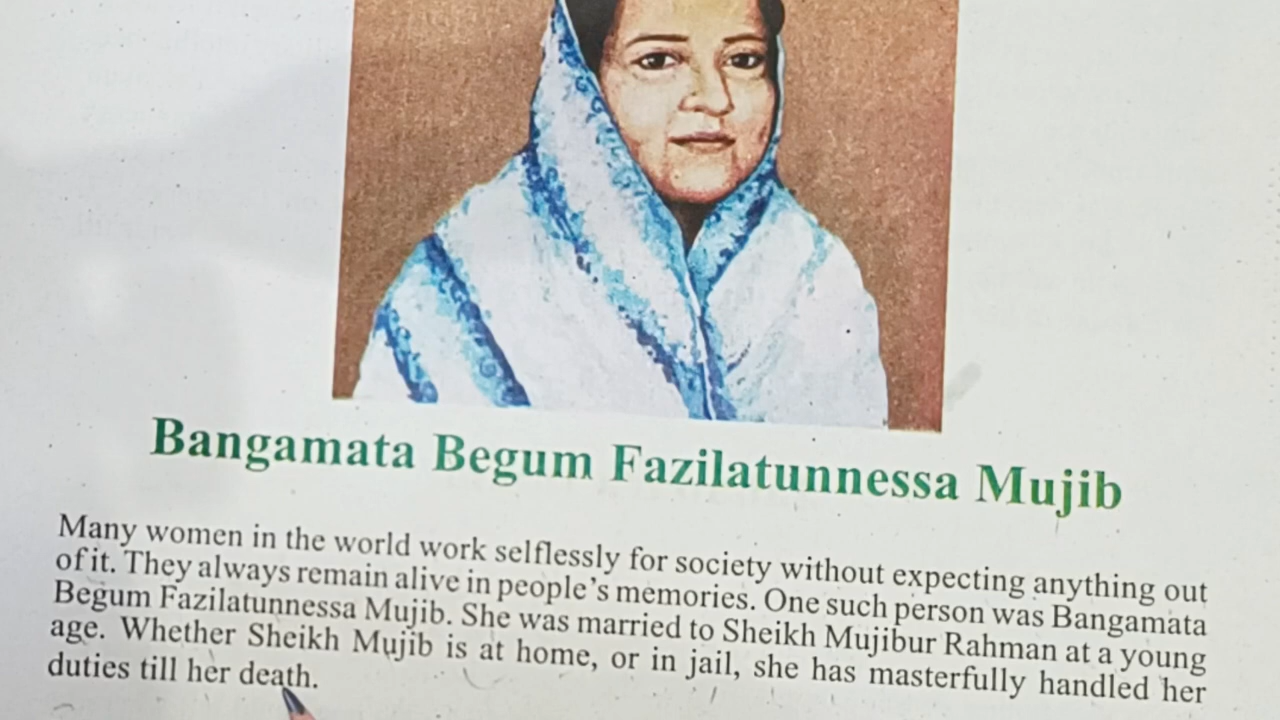 Bangamata Begum Fazilatunnessa Mujib
Many women in the world work selflessly for society without expecting anything out
of it. They always remain alive in people's memories. One such person was Bangamata
Begum Fazilatunnessa Mujib. She was married to Sheikh Mujibur Rahman at a young
age. Whether Sheikh Mujib is at home, or in jail, she has masterfully handled her
duties till her death.